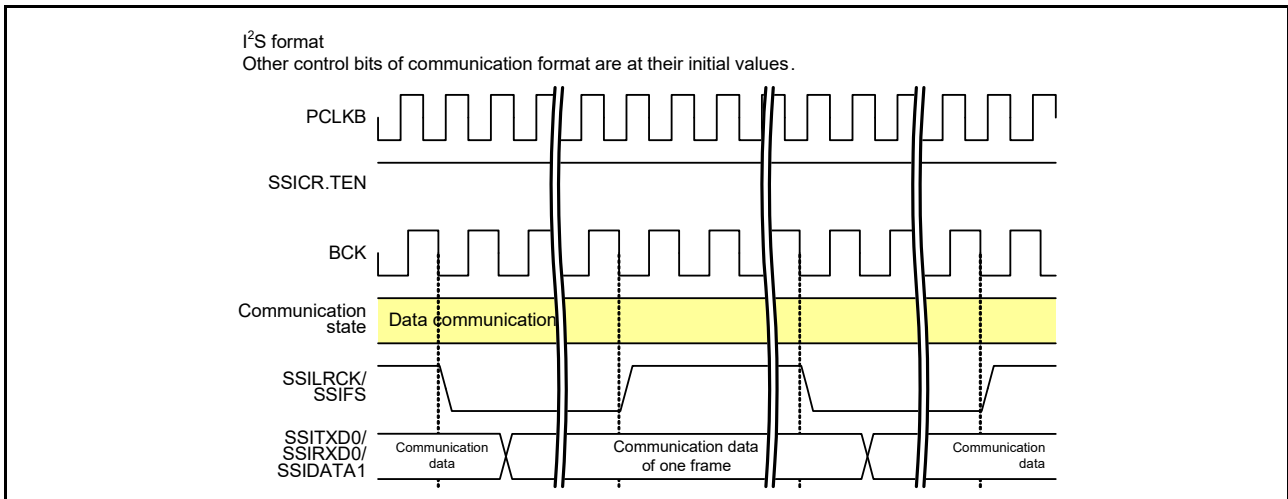 I²S format
Other control bits of communication format are at their initial values.
PCLKB
SSICR.TEN
BCK
Communication
state
Data communication
SSILRCK/
SSIFS
SSITXD0/
SSIRXD0/
SSIDATA1
Communication
data
Communication data
of one frame
Communication
data